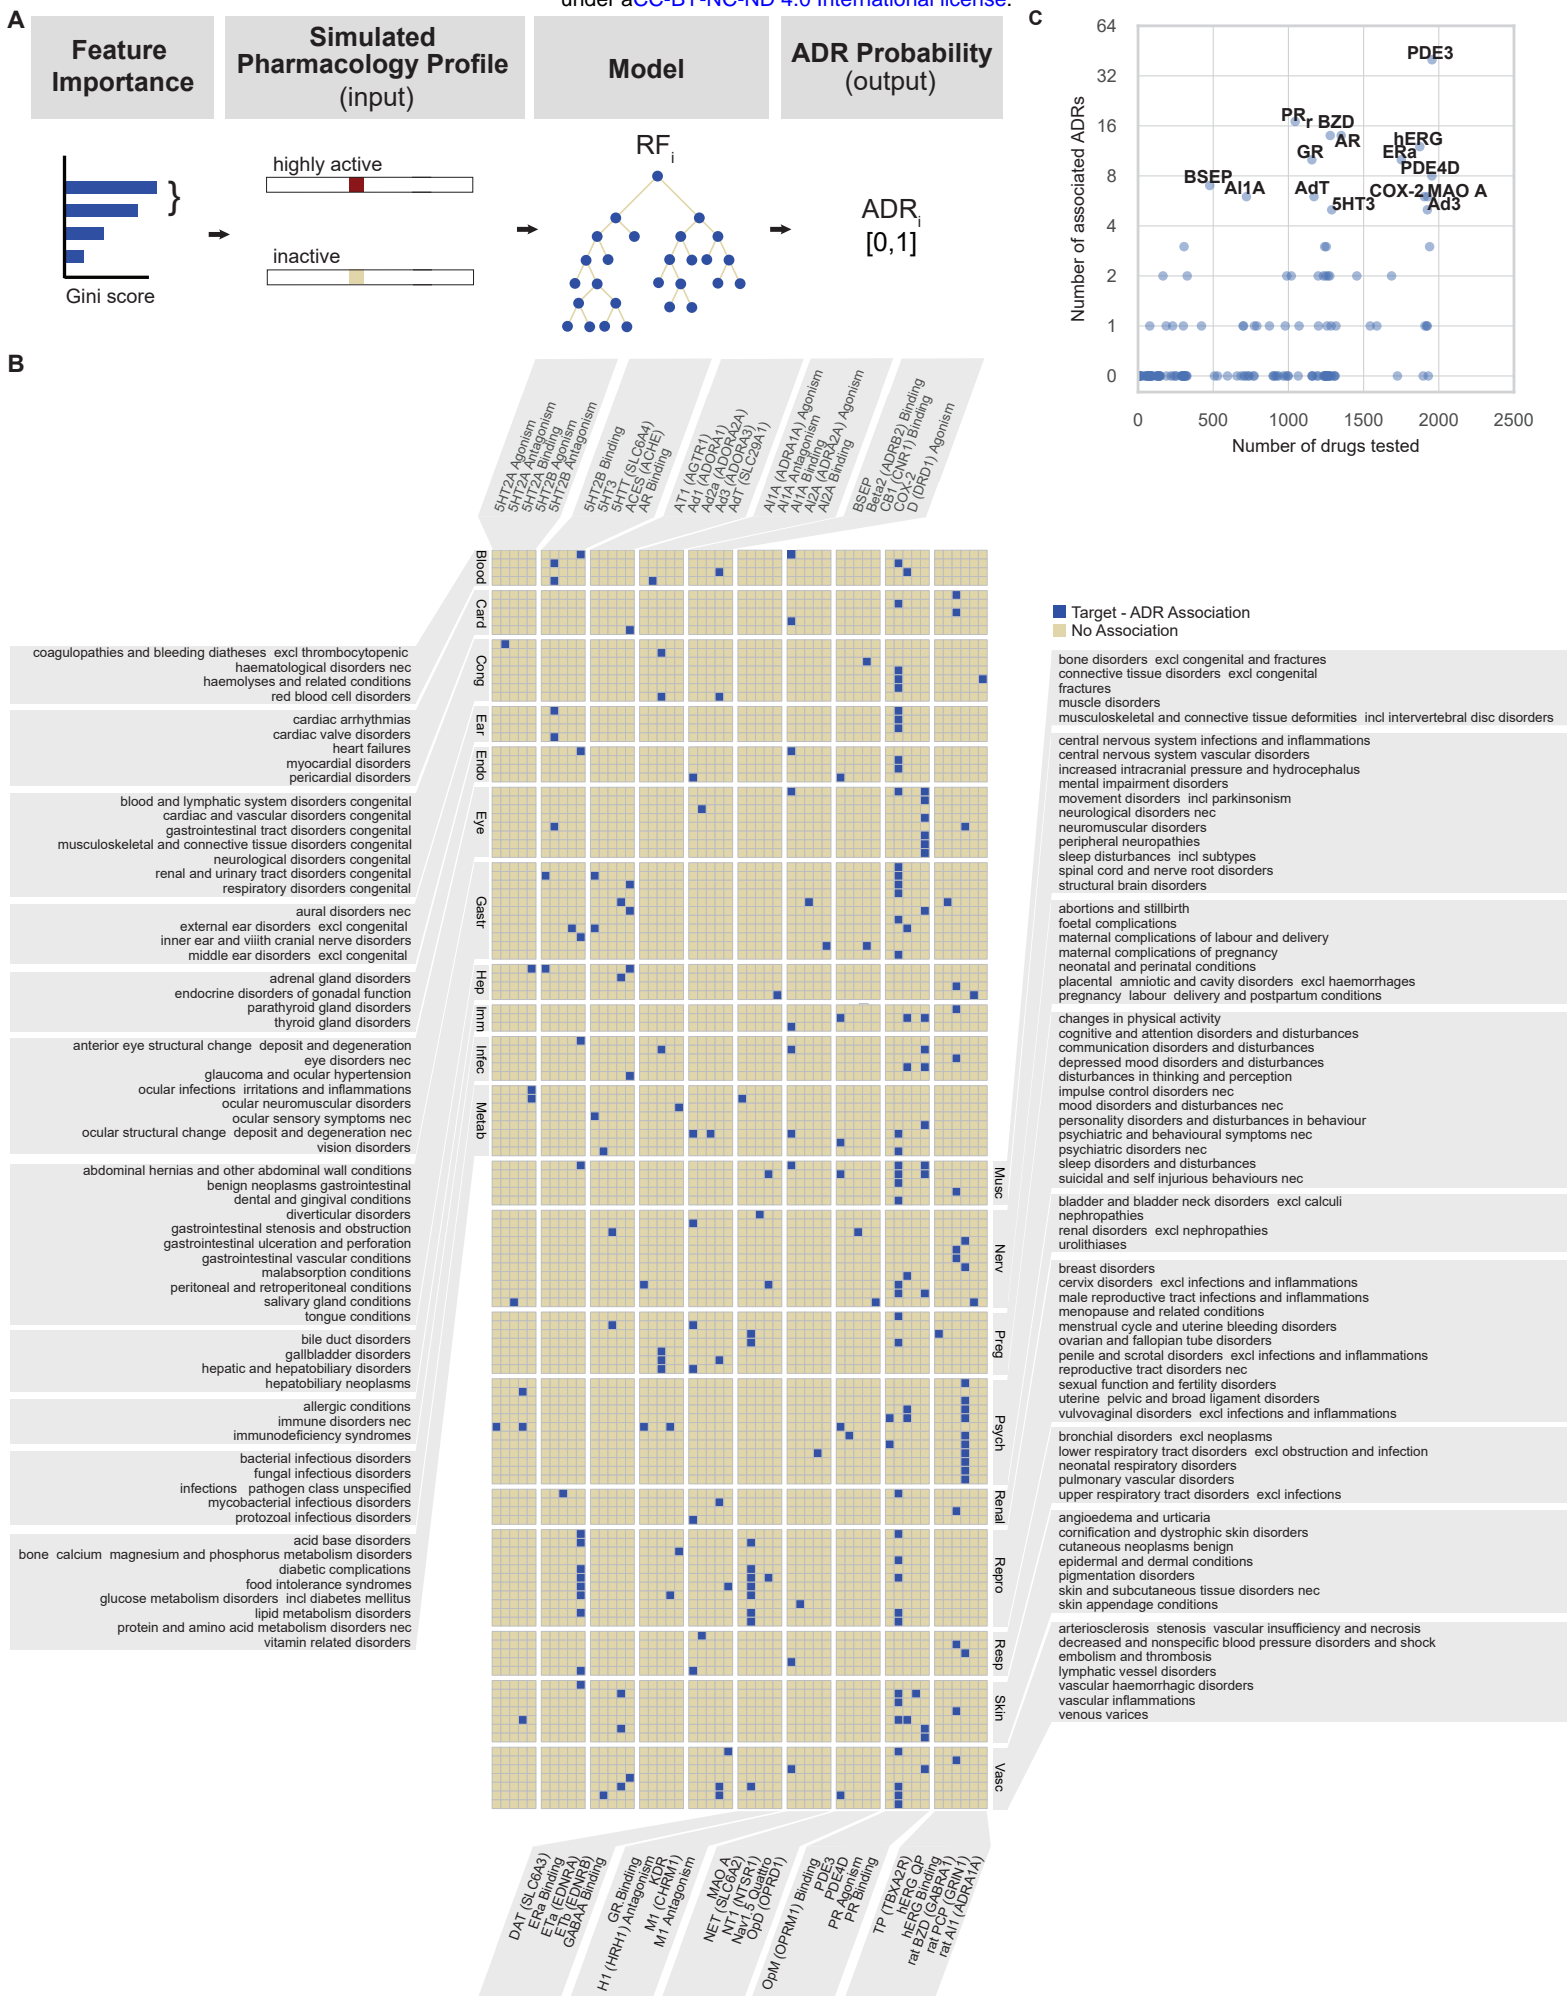 under aCC-BY-NC-ND 4.0 International license.
A
Feature
Importance
Simulated
Pharmacology Profile
(input)
Model
ADR Probability
(output)
highly active
inactive
Gini score
RFi
ADRi
[0,1]
C
Number of associated ADRs
64
32
16
8
4
2
1
0
PDE3
PR
r BZD
AR
hERG
GR
ERa
PDE4D
BSEP
Al1A
AdT
COX-2
MAO A
5HT3
Ad3
0
500
1000
1500
2000
2500
Number of drugs tested
B
5HT2A Agonism
5HT2A Antagonism
5HT2A Binding
5HT2B Agonism
5HT2B Antagonism
5HT2B Binding
5HT3
5HTT (SLC6A4)
ACES (ACHE)
AR Binding
AT1 (AGTR1)
Ad1 (ADORA1)
Ad2a (ADORA2A)
Ad3 (ADORA3)
AdT (SLC29A1)
Al1A (ADRA1A) Agonism
Al1A Antagonism
Al1A Binding
Al2A (ADRA2A) Agonism
Al2A Binding
BSEP
Beta2 (ADRB2) Binding
CB1 (CNR1) Binding
COX-2
D (DRD1) Agonism
Blood
Card
Cong
Ear
Endo
Eye
Gastr
Hep
Imm
Infec
Metab
coagulopathies and bleeding diatheses excl thrombocytopenic
haematological disorders nec
haemolyses and related conditions
red blood cell disorders
cardiac arrhythmias
cardiac valve disorders
heart failures
myocardial disorders
pericardial disorders
blood and lymphatic system disorders congenital
cardiac and vascular disorders congenital
gastrointestinal tract disorders congenital
musculoskeletal and connective tissue disorders congenital
neurological disorders congenital
renal and urinary tract disorders congenital
respiratory disorders congenital
aural disorders nec
external ear disorders excl congenital
inner ear and viiith cranial nerve disorders
middle ear disorders excl congenital
adrenal gland disorders
endocrine disorders of gonadal function
parathyroid gland disorders
thyroid gland disorders
anterior eye structural change deposit and degeneration
eye disorders nec
glaucoma and ocular hypertension
ocular infections irritations and inflammations
ocular neuromuscular disorders
ocular sensory symptoms nec
ocular structural change deposit and degeneration nec
vision disorders
abdominal hernias and other abdominal wall conditions
benign neoplasms gastrointestinal
dental and gingival conditions
diverticular disorders
gastrointestinal stenosis and obstruction
gastrointestinal ulceration and perforation
gastrointestinal vascular conditions
malabsorption conditions
peritoneal and retroperitoneal conditions
salivary gland conditions
tongue conditions
bile duct disorders
gallbladder disorders
hepatic and hepatobiliary disorders
hepatobiliary neoplasms
allergic conditions
immune disorders nec
immunodeficiency syndromes
bacterial infectious disorders
fungal infectious disorders
infections pathogen class unspecified
mycobacterial infectious disorders
protozoal infectious disorders
acid base disorders
bone calcium magnesium and phosphorus metabolism disorders
diabetic complications
food intolerance syndromes
glucose metabolism disorders incl diabetes mellitus
lipid metabolism disorders
protein and amino acid metabolism disorders nec
vitamin related disorders
Target - ADR Association
No Association
Musc
Nerv
Preg
Psych
Renal
Repro
Resp
Skin
Vasc
bone disorders excl congenital and fractures
connective tissue disorders excl congenital
fractures
muscle disorders
musculoskeletal and connective tissue deformities incl intervertebral disc disorders
central nervous system infections and inflammations
central nervous system vascular disorders
increased intracranial pressure and hydrocephalus
mental impairment disorders
movement disorders incl parkinsonism
neurological disorders nec
neuromuscular disorders
peripheral neuropathies
sleep disturbances incl subtypes
spinal cord and nerve root disorders
structural brain disorders
abortions and stillbirth
foetal complications
maternal complications of labour and delivery
maternal complications of pregnancy
neonatal and perinatal conditions
placental amniotic and cavity disorders excl haemorrhages
pregnancy labour delivery and postpartum conditions
changes in physical activity
cognitive and attention disorders and disturbances
communication disorders and disturbances
depressed mood disorders and disturbances
disturbances in thinking and perception
impulse control disorders nec
mood disorders and disturbances nec
personality disorders and disturbances in behaviour
psychiatric and behavioural symptoms nec
psychiatric disorders nec
sleep disorders and disturbances
suicidal and self injurious behaviours nec
bladder and bladder neck disorders excl calculi
nephropathies
renal disorders excl nephropathies
urolithiases
breast disorders
cervix disorders excl infections and inflammations
male reproductive tract infections and inflammations
menopause and related conditions
menstrual cycle and uterine bleeding disorders
ovarian and fallopian tube disorders
penile and scrotal disorders excl infections and inflammations
reproductive tract disorders nec
sexual function and fertility disorders
uterine pelvic and broad ligament disorders
vulvovaginal disorders excl infections and inflammations
bronchial disorders excl neoplasms
lower respiratory tract disorders excl obstruction and infection
neonatal respiratory disorders
pulmonary vascular disorders
upper respiratory tract disorders excl infections
angioedema and urticaria
cornification and dystrophic skin disorders
cutaneous neoplasms benign
epidermal and dermal conditions
pigmentation disorders
skin and subcutaneous tissue disorders nec
skin appendage conditions
arteriosclerosis stenosis vascular insufficiency and necrosis
decreased and nonspecific blood pressure disorders and shock
embolism and thrombosis
lymphatic vessel disorders
vascular haemorrhagic disorders
vascular inflammations
venous varices
DAT (SLC6A3)
ERa Binding
ETa (EDNRA)
ETb (EDNRB)
GABAA Binding
GR Binding
H1 (HRH1) Antagonism
KDR
M1 (CHRM1)
M1 Antagonism
MAO A
NET (SLC6A2)
NT1 (NTSR1)
Nav1.5 Quattro
OpD (OPRD1)
OpM (OPRM1) Binding
PDE3
PDE4D
PR Agonism
PR Binding
TP (TBXA2R)
hERG QP
hERG Binding
rat BZD (GABRA1)
rat PCP (GRIN1)
rat Al1 (ADRA1A)